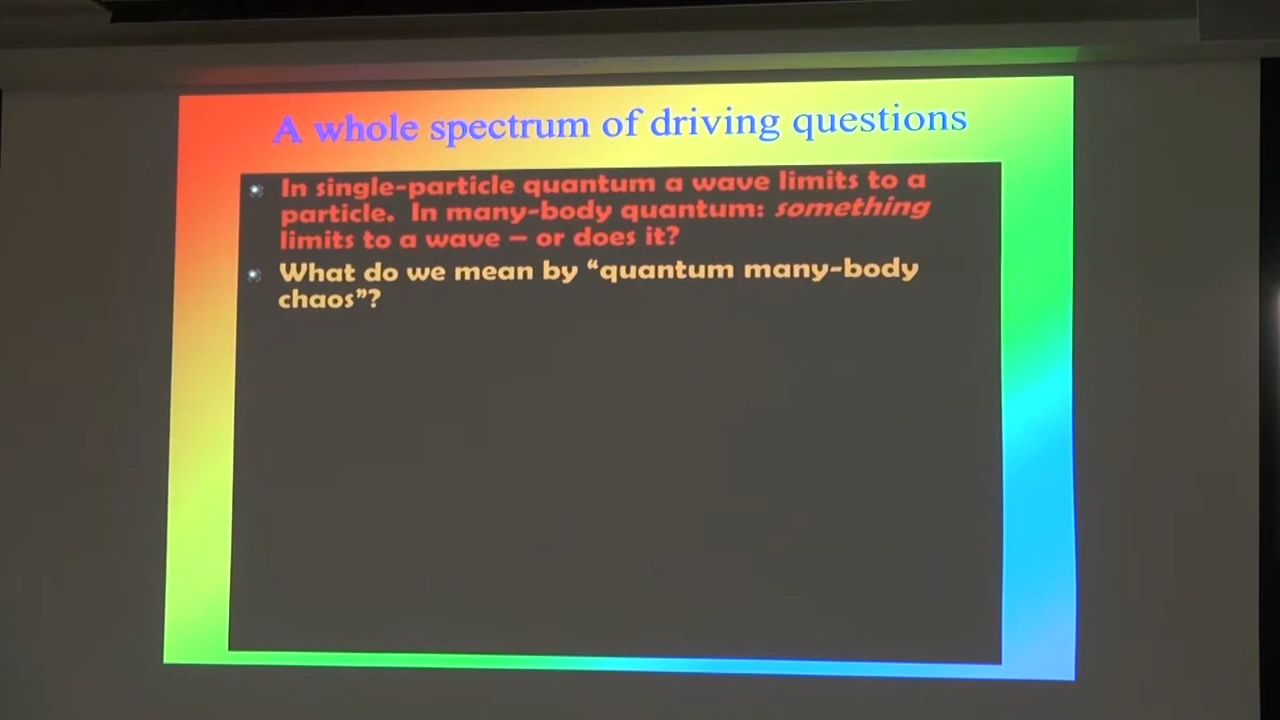 A whole spectrum of driving questions
In single-particle quantum a wave limits to a
particle. In many-body quantum: something
limits to a wave – or does it?
What do we mean by “quantum many-body
chaos”?